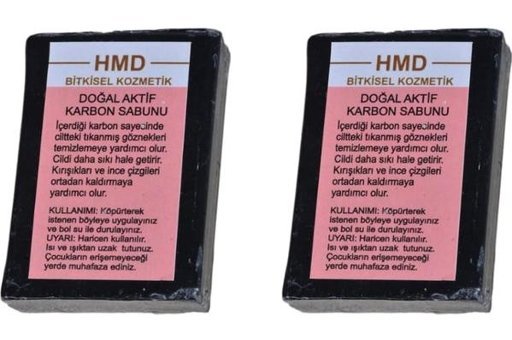 HMD
BİTKİSEL KOZMETİK
DOĞAL AKTİF
KARBON SABUNU
İçerdiği karbon sayesinde
ciltteki tıkanmış göznekleri
temizlemeye yardımcı olur.
Cildi daha sıkı hale getirir.
Kırışıkları ve ince çizgileri
ortadan kaldırmaya
yardımcı olur.
KULLANIMI: Köpürterek
istenen böyleye uygulayınız
ve bol su ile durulayınız.
UYARI: Haricen kullanılır.
Isı ve ışıktan uzak tutunuz.
Çocukların erişemeyeceği
yerde muhafaza ediniz.
HMD
BİTKİSEL KOZMETİK
DOĞAL AKTİF
KARBON SABUNU
İçerdiği karbon sayesinde
ciltteki tıkanmış göznekleri
temizlemeye yardımcı olur.
Cildi daha sıkı hale getirir.
Kırışıkları ve ince çizgileri
ortadan kaldırmaya
yardımcı olur.
KULLANIMI: Köpürterek
istenen böyleye uygulayınız
ve bol su ile durulayınız.
UYARI: Haricen kullanılır.
Isı ve ışıktan uzak tutunuz.
Çocukların erişemeyeceği
yerde muhafaza ediniz.